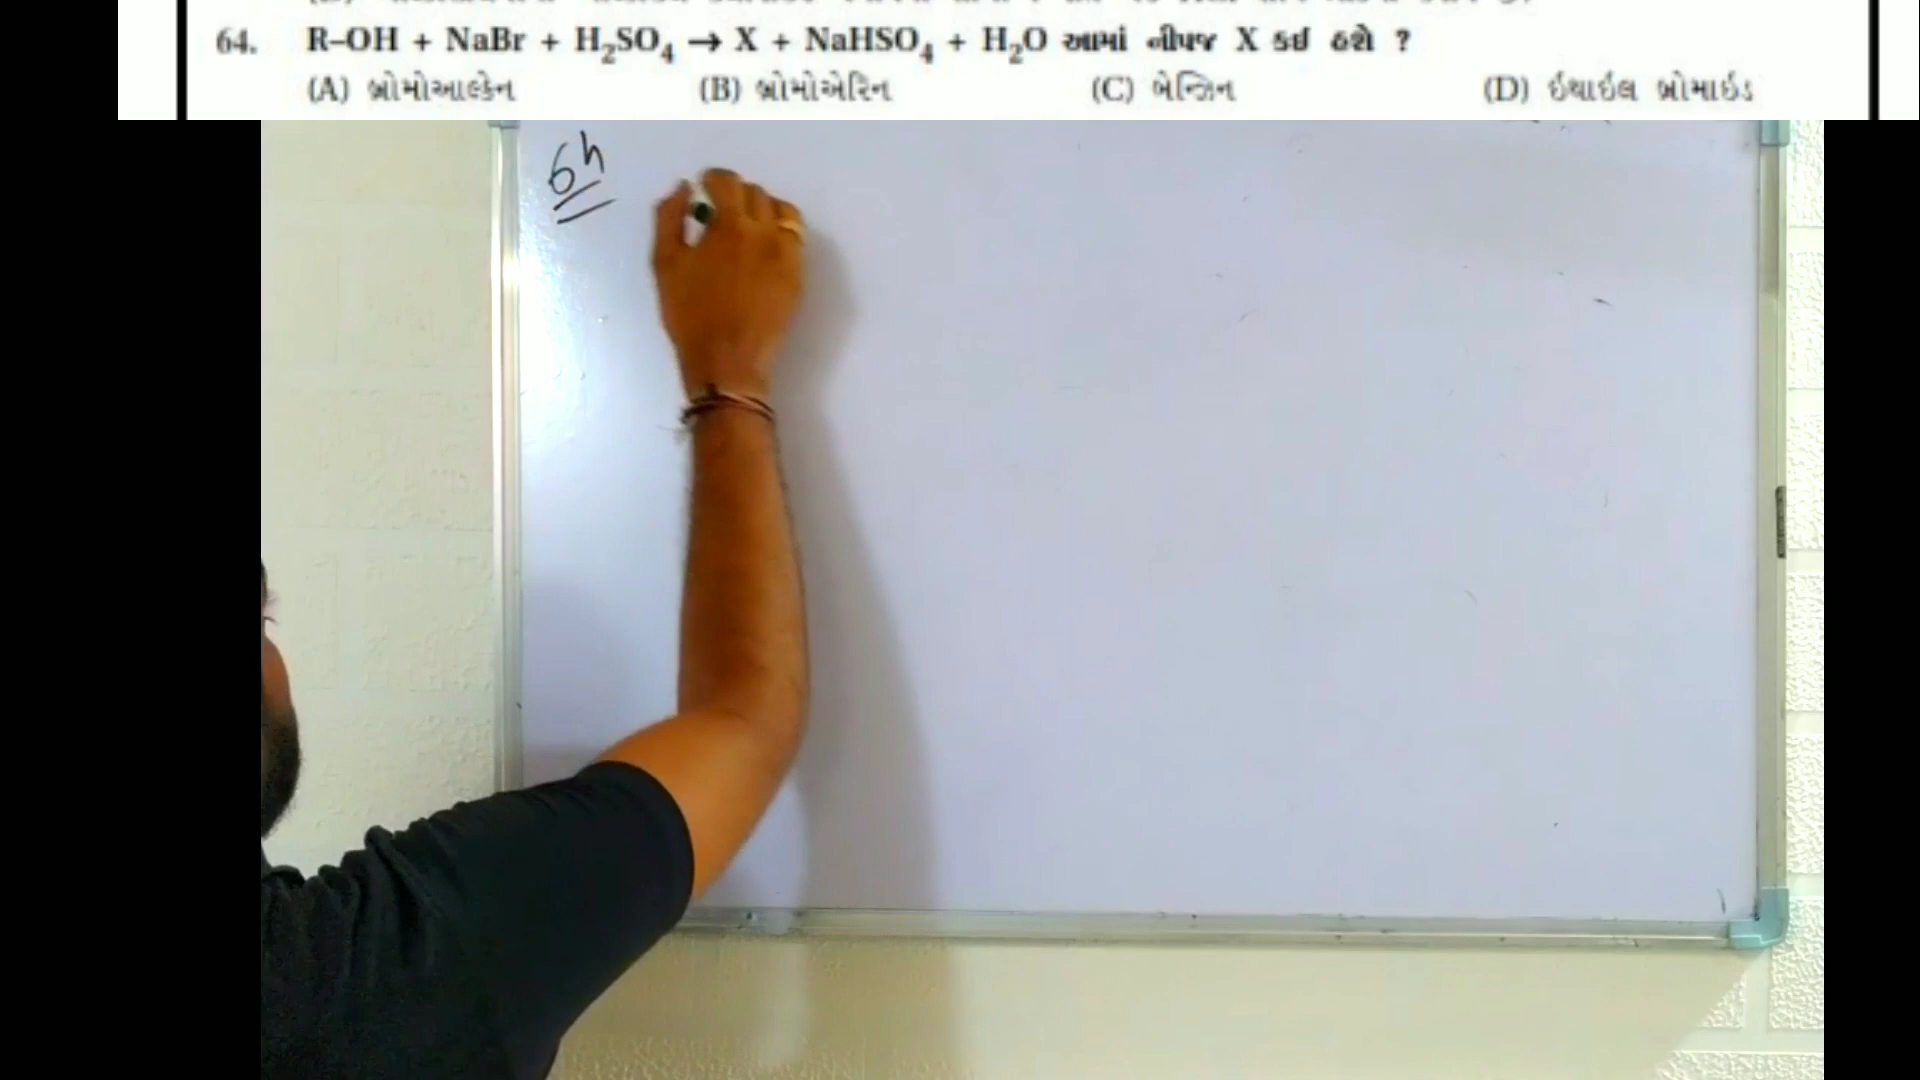 64. R–OH + NaBr + H₂SO₄ → X + NaHSO₄ + H₂O આમાં નીપજ X કઈ હશે ?
(A) બ્રોમોઆલ્કેન (B) બ્રોમોએરિન (C) બેન્ઝિન (D) ઇથાઇલ બ્રોમાઇડ
64